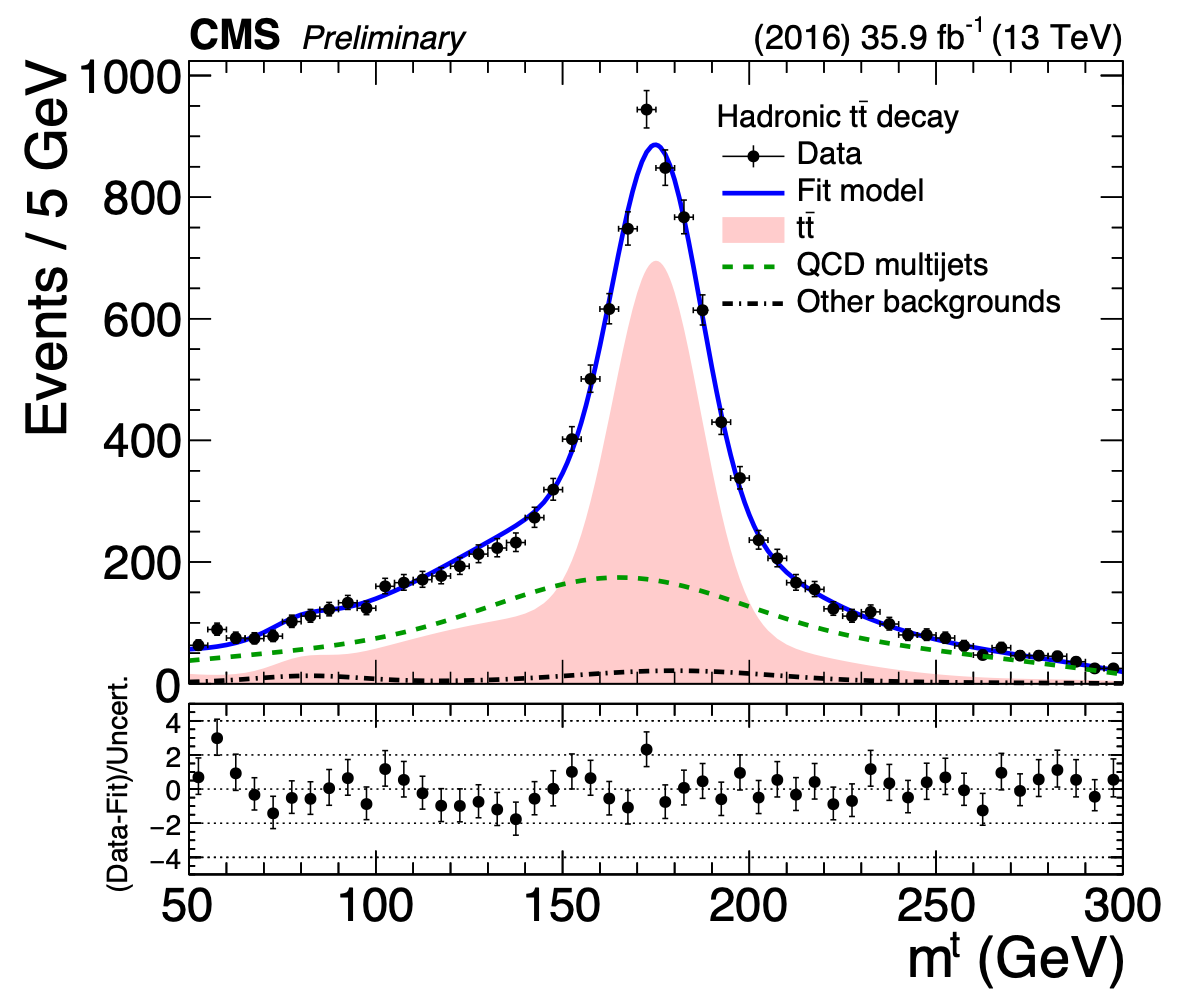 CMS Preliminary (2016) 35.9 fb⁻¹ (13 TeV)
Events / 5 GeV
1000
800
600
400
200
0
Hadronic tt̄ decay
Data
Fit model
tt̄
QCD multijets
Other backgrounds
(Data-Fit)/Uncert.
4
2
0
−2
−4
50 100 150 200 250 300
mᵗ (GeV)